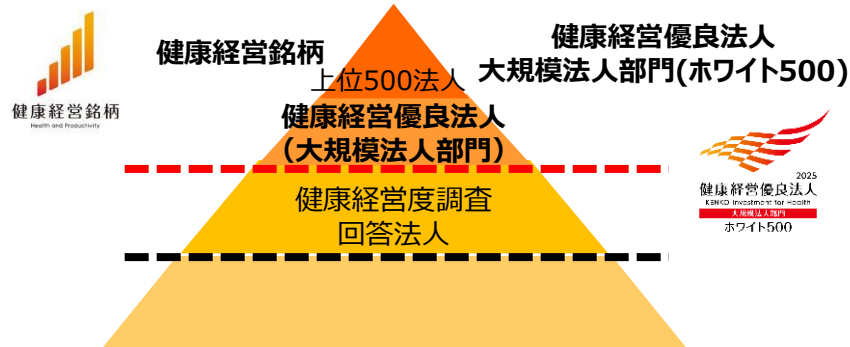 健康経営銘柄
Health and Productivity
健康経営銘柄
上位500法人
健康経営優良法人
大規模法人部門(ホワイト500)
健康経営優良法人
（大規模法人部門）
健康経営度調査
回答法人
2025
健康経営優良法人
KENKO Investment for Health
大規模法人部門
ホワイト500